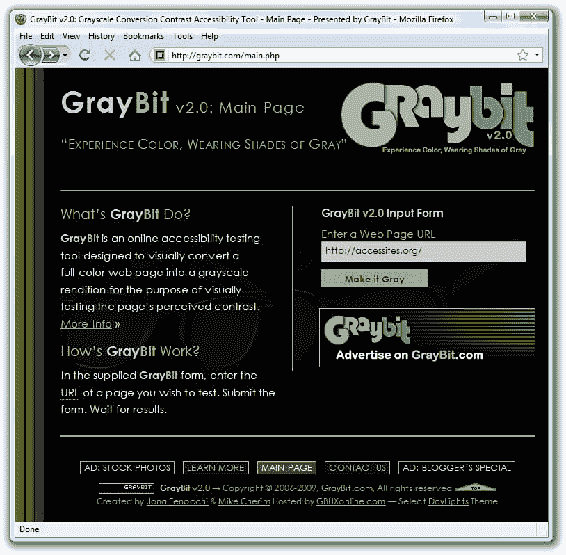 GrayBit v2.0: Grayscale Conversion Contrast Accessibility Tool - Main Page - Presented by GrayBit - Mozilla Firefox
File Edit View History Bookmarks Tools Help
http://graybit.com/main.php
GrayBit v2.0: Main Page
Graybit
v2.0
Experience Color, Wearing Shades of Gray
"Experience Color, Wearing Shades of Gray"
What's GrayBit Do?
GrayBit is an online accessibility testing
tool designed to visually convert a
full-color web page into a grayscale
rendition for the purpose of visually
testing the page's perceived contrast.
More Info »
How's GrayBit Work?
In the supplied GrayBit form, enter the
URL of a page you wish to test. Submit the
form. Wait for results.
GrayBit v2.0 Input Form
Enter a Web Page URL
http://accessites.org/
Make it Gray
Graybit
Advertise on GrayBit.com
AD: STOCK PHOTOS LEARN MORE MAIN PAGE CONTACT US AD: BLOGGER'S SPECIAL
GRAYBIT GrayBit v2.0 → Copyright © 2006-2009, GrayBit.com, All rights reserved
Created by Jona Fenocchi & Mike Cherim Hosted by GBHXonline.com — Select DayLights Theme
Done